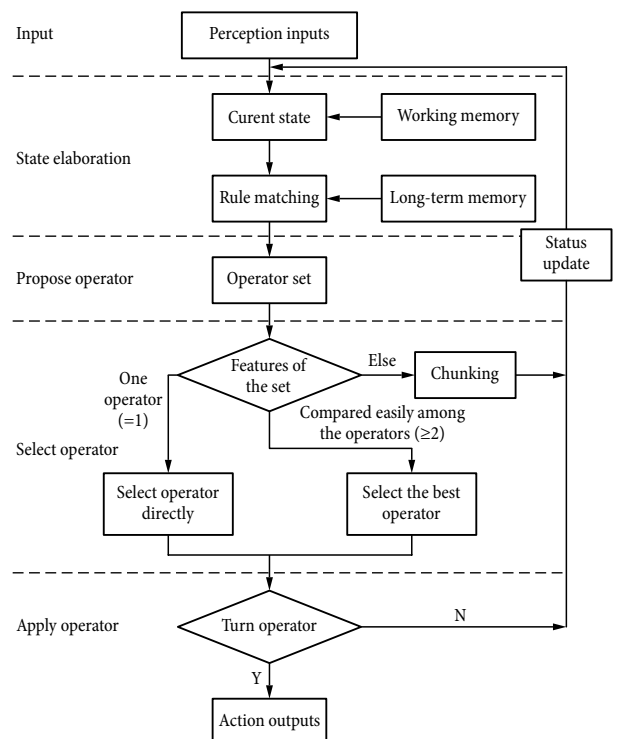 Input
Perception inputs
Curent state
Working memory
State elaboration
Rule matching
Long-term memory
Status
update
Propose operator
Operator set
Features of
the set
Else
Chunking
One
operator
(=1)
Compared easily among
the operators (≥2)
Select operator
Select operator
directly
Select the best
operator
Apply operator
Turn operator
N
Y
Action outputs